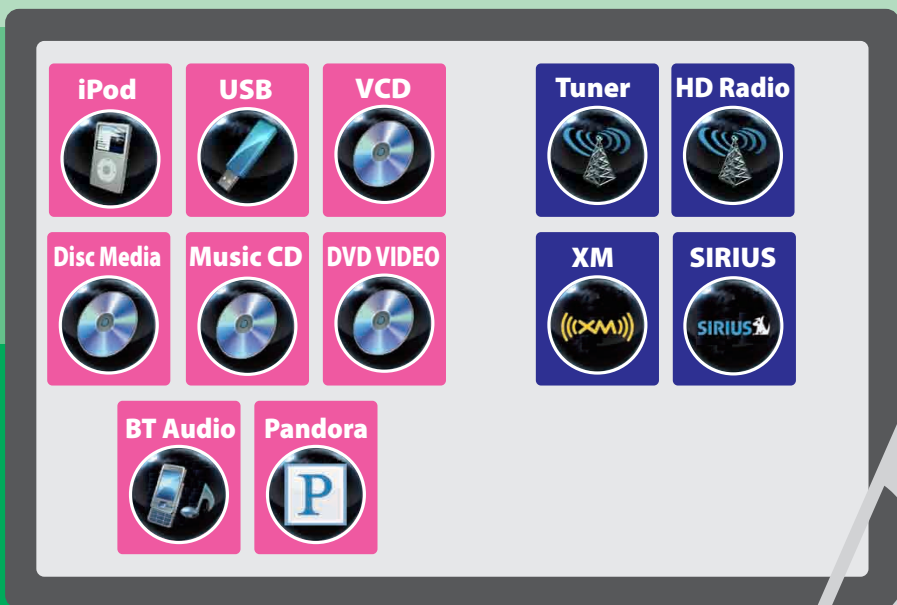 iPod USB VCD Tuner HD Radio
Disc Media Music CD DVD VIDEO XM SIRIUS
((XM))
SIRIUS
BT Audio Pandora
P